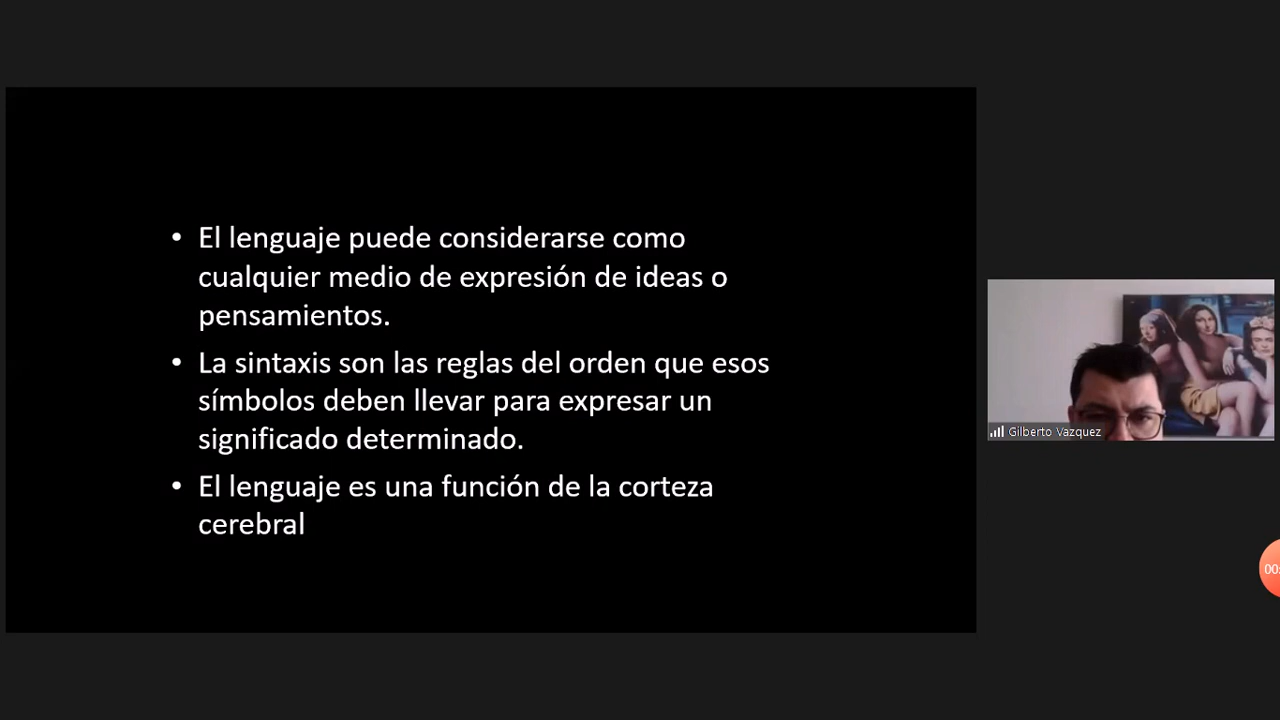 • El lenguaje puede considerarse como
cualquier medio de expresión de ideas o
pensamientos.
• La sintaxis son las reglas del orden que esos
símbolos deben llevar para expresar un
significado determinado.
• El lenguaje es una función de la corteza
cerebral
Gilberto Vazquez
00: